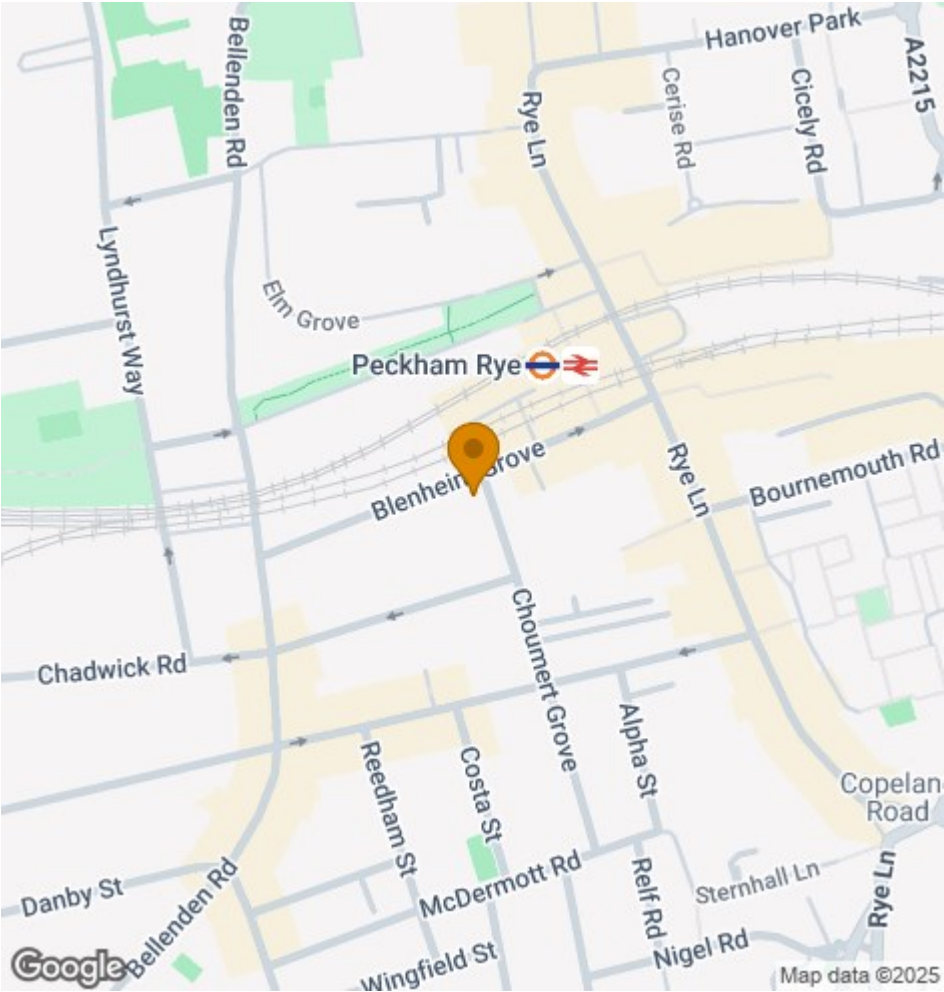 Hanover Park
A2215
Bellenden Rd
Rye Ln
Cerise Rd
Cicely Rd
Lyndhurst Way
Elm Grove
Peckham Rye
Blenheim Grove
Rye Ln
Bournemouth Rd
Chadwick Rd
Choumert Grove
Alpha St
Reedham St
Costa St
Copelan
Road
McDermott Rd
Danby St
Bellenden Rd
Relf Rd
Sternhall Ln
Rye Ln
Nigel Rd
Wingfield St
Google
Map data ©2025